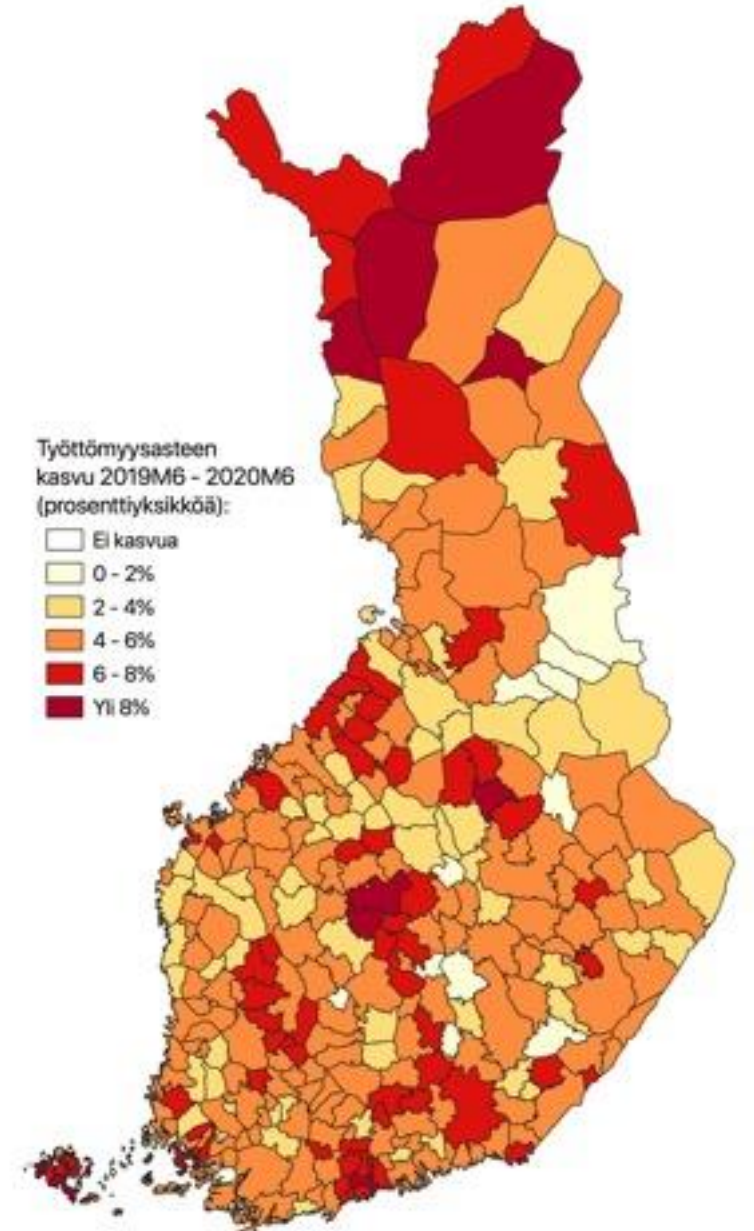 Työttömyysasteen
kasvu 2019M6 - 2020M6
(prosenttiyksikköä):
Ei kasvua
0 - 2%
2 - 4%
4 - 6%
6 - 8%
Yli 8%